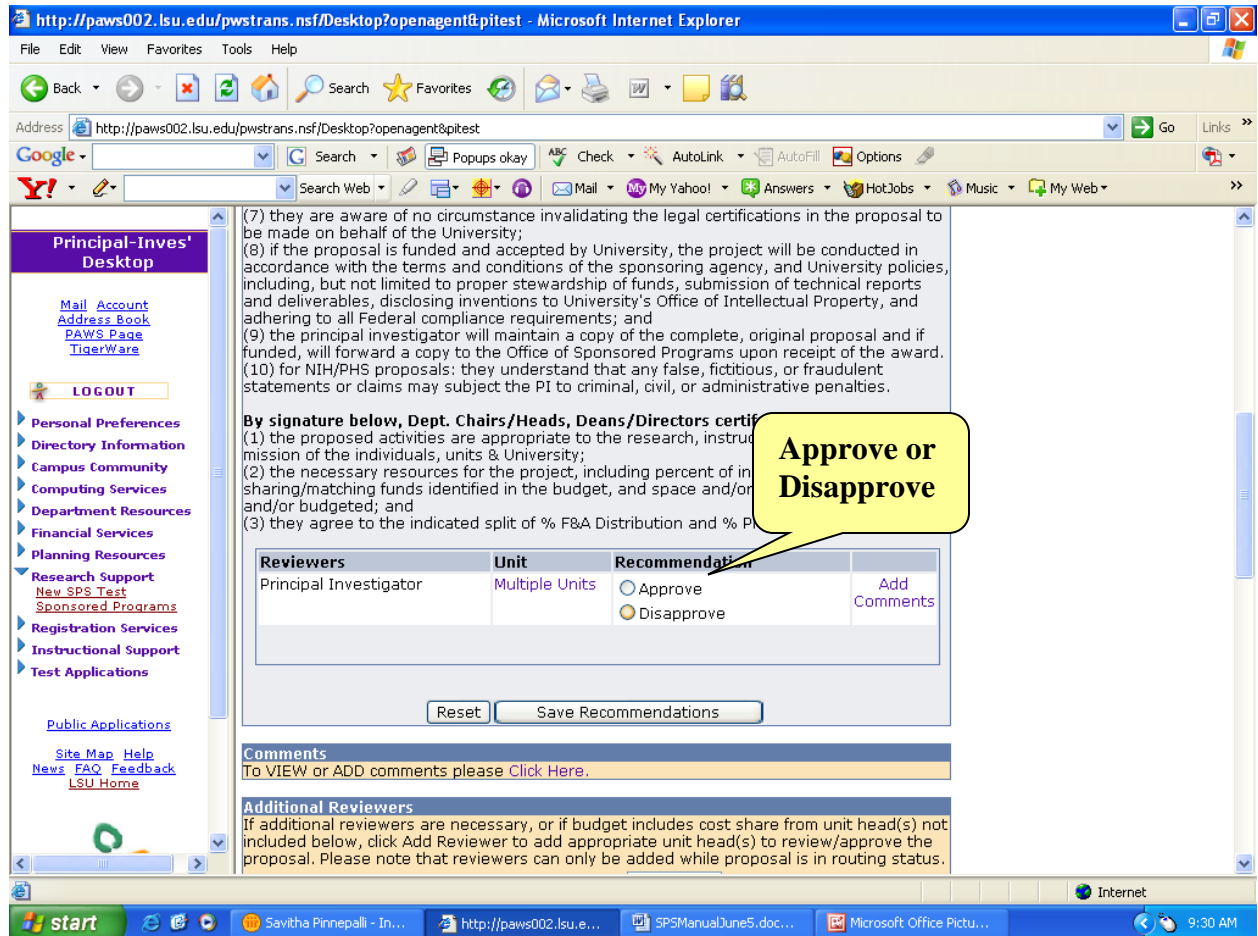 http://paws002.lsu.edu/pwstrans.nsf/Desktop?openagent&pitest - Microsoft Internet Explorer
File Edit View Favorites Tools Help
Back Search Favorites
Address http://paws002.lsu.edu/pwstrans.nsf/Desktop?openagent&pitest Go Links »
Google Search Popups okay ABC Check AutoLink AutoFill Options
Y! Search Web Mail My My Yahoo! Answers HotJobs Music My Web »
Principal-Inves'
Desktop
Mail Account
Address Book
PAWS Page
TigerWare
LOGOUT
Personal Preferences
Directory Information
Campus Community
Computing Services
Department Resources
Financial Services
Planning Resources
Research Support
New SPS Test
Sponsored Programs
Registration Services
Instructional Support
Test Applications
Public Applications
Site Map Help
News FAQ Feedback
LSU Home
(7) they are aware of no circumstance invalidating the legal certifications in the proposal to
be made on behalf of the University;
(8) if the proposal is funded and accepted by University, the project will be conducted in
accordance with the terms and conditions of the sponsoring agency, and University policies,
including, but not limited to proper stewardship of funds, submission of technical reports
and deliverables, disclosing inventions to University's Office of Intellectual Property, and
adhering to all Federal compliance requirements; and
(9) the principal investigator will maintain a copy of the complete, original proposal and if
funded, will forward a copy to the Office of Sponsored Programs upon receipt of the award.
(10) for NIH/PHS proposals: they understand that any false, fictitious, or fraudulent
statements or claims may subject the PI to criminal, civil, or administrative penalties.
By signature below, Dept. Chairs/Heads, Deans/Directors certif
(1) the proposed activities are appropriate to the research, instruc
mission of the individuals, units & University;
(2) the necessary resources for the project, including percent of in
sharing/matching funds identified in the budget, and space and/or
and/or budgeted; and
(3) they agree to the indicated split of % F&A Distribution and % P
Approve or
Disapprove
Reviewers Unit Recommendation
Principal Investigator Multiple Units Approve Add
Disapprove Comments
Reset Save Recommendations
Comments
To VIEW or ADD comments please Click Here.
Additional Reviewers
If additional reviewers are necessary, or if budget includes cost share from unit head(s) not
included below, click Add Reviewer to add appropriate unit head(s) to review/approve the
proposal. Please note that reviewers can only be added while proposal is in routing status.
Internet
start Savitha Pinnepalli - In... http://paws002.lsu.e... SPSManualJune5.doc... Microsoft Office Pictu... 9:30 AM